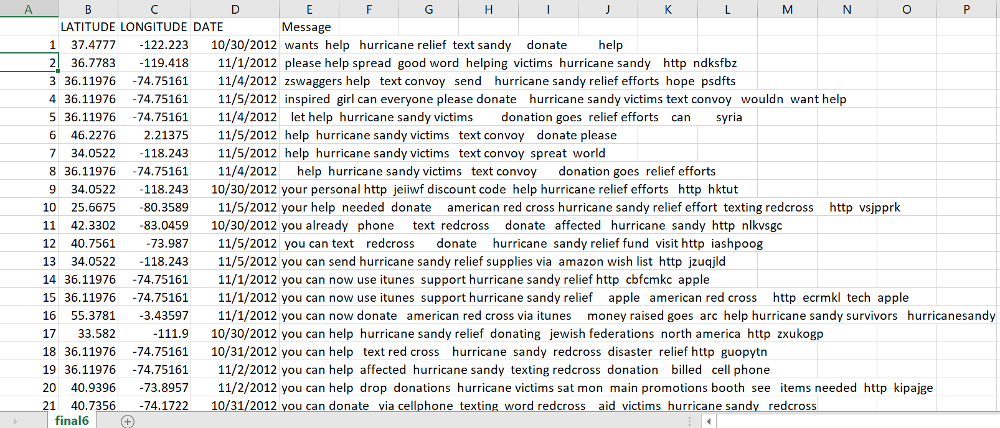 A B C D E F G H I J K L M N O P
LATITUDE LONGITUDE DATE Message
1 37.4777 -122.223 10/30/2012 wants help hurricane relief text sandy donate help
2 36.7783 -119.418 11/1/2012 please help spread good word helping victims hurricane sandy http ndksfbz
3 36.11976 -74.75161 11/4/2012 zswaggers help text convoy send hurricane sandy relief efforts hope psdfts
4 36.11976 -74.75161 11/5/2012 inspired girl can everyone please donate hurricane sandy victims text convoy wouldn want help
5 36.11976 -74.75161 11/4/2012 let help hurricane sandy victims donation goes relief efforts can syria
6 46.2276 2.21375 11/5/2012 help hurricane sandy victims text convoy donate please
7 34.0522 -118.243 11/5/2012 help hurricane sandy victims text convoy spreat world
8 36.11976 -74.75161 11/4/2012 help hurricane sandy victims text convoy donation goes relief efforts
9 34.0522 -118.243 10/30/2012 your personal http jeiiwf discount code help hurricane relief efforts http hktut
10 25.6675 -80.3589 11/5/2012 your help needed donate american red cross hurricane sandy relief effort texting redcross http vsjpprk
11 42.3302 -83.0459 10/30/2012 you already phone text redcross donate affected hurricane sandy http nlkvsgc
12 40.7561 -73.987 11/5/2012 you can text redcross donate hurricane sandy relief fund visit http iashpoog
13 34.0522 -118.243 11/5/2012 you can send hurricane sandy relief supplies via amazon wish list http jzuqjld
14 36.11976 -74.75161 11/1/2012 you can now use itunes support hurricane sandy relief http cbfcmkc apple
15 36.11976 -74.75161 11/1/2012 you can now use itunes support hurricane sandy relief apple american red cross http ecrmkl tech apple
16 55.3781 -3.43597 11/1/2012 you can now donate american red cross via itunes money raised goes arc help hurricane sandy survivors hurricanesandy
17 33.582 -111.9 10/30/2012 you can help hurricane sandy relief donating jewish federations north america http zxukogp
18 36.11976 -74.75161 10/31/2012 you can help text red cross hurricane sandy redcross disaster relief http guopytn
19 36.11976 -74.75161 11/2/2012 you can help affected hurricane sandy texting redcross donation billed cell phone
20 40.9396 -73.8957 11/2/2012 you can help drop donations hurricane victims sat mon main promotions booth see items needed http kipajge
21 40.7356 -74.1722 10/31/2012 you can donate via cellphone texting word redcross aid victims hurricane sandy redcross
final6